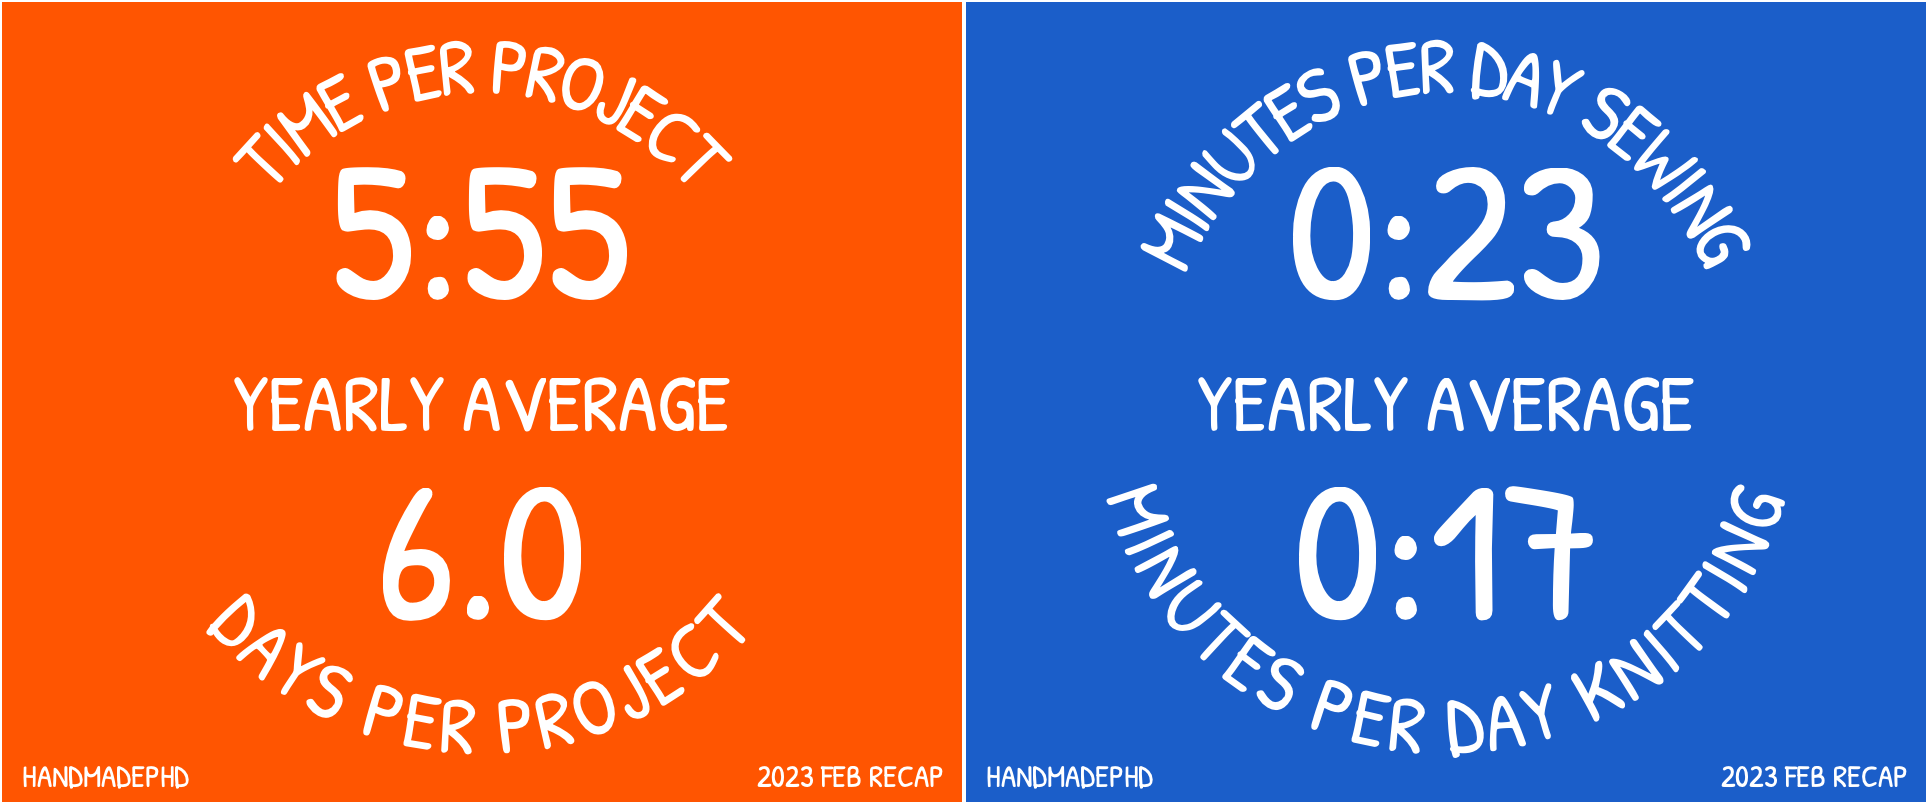 TIME PER PROJECT
5:55
YEARLY AVERAGE
6.0
DAYS PER PROJECT
HANDMADEPHD
2023 FEB RECAP
MINUTES PER DAY SEWING
0:23
YEARLY AVERAGE
0:17
MINUTES PER DAY KNITTING
HANDMADEPHD
2023 FEB RECAP